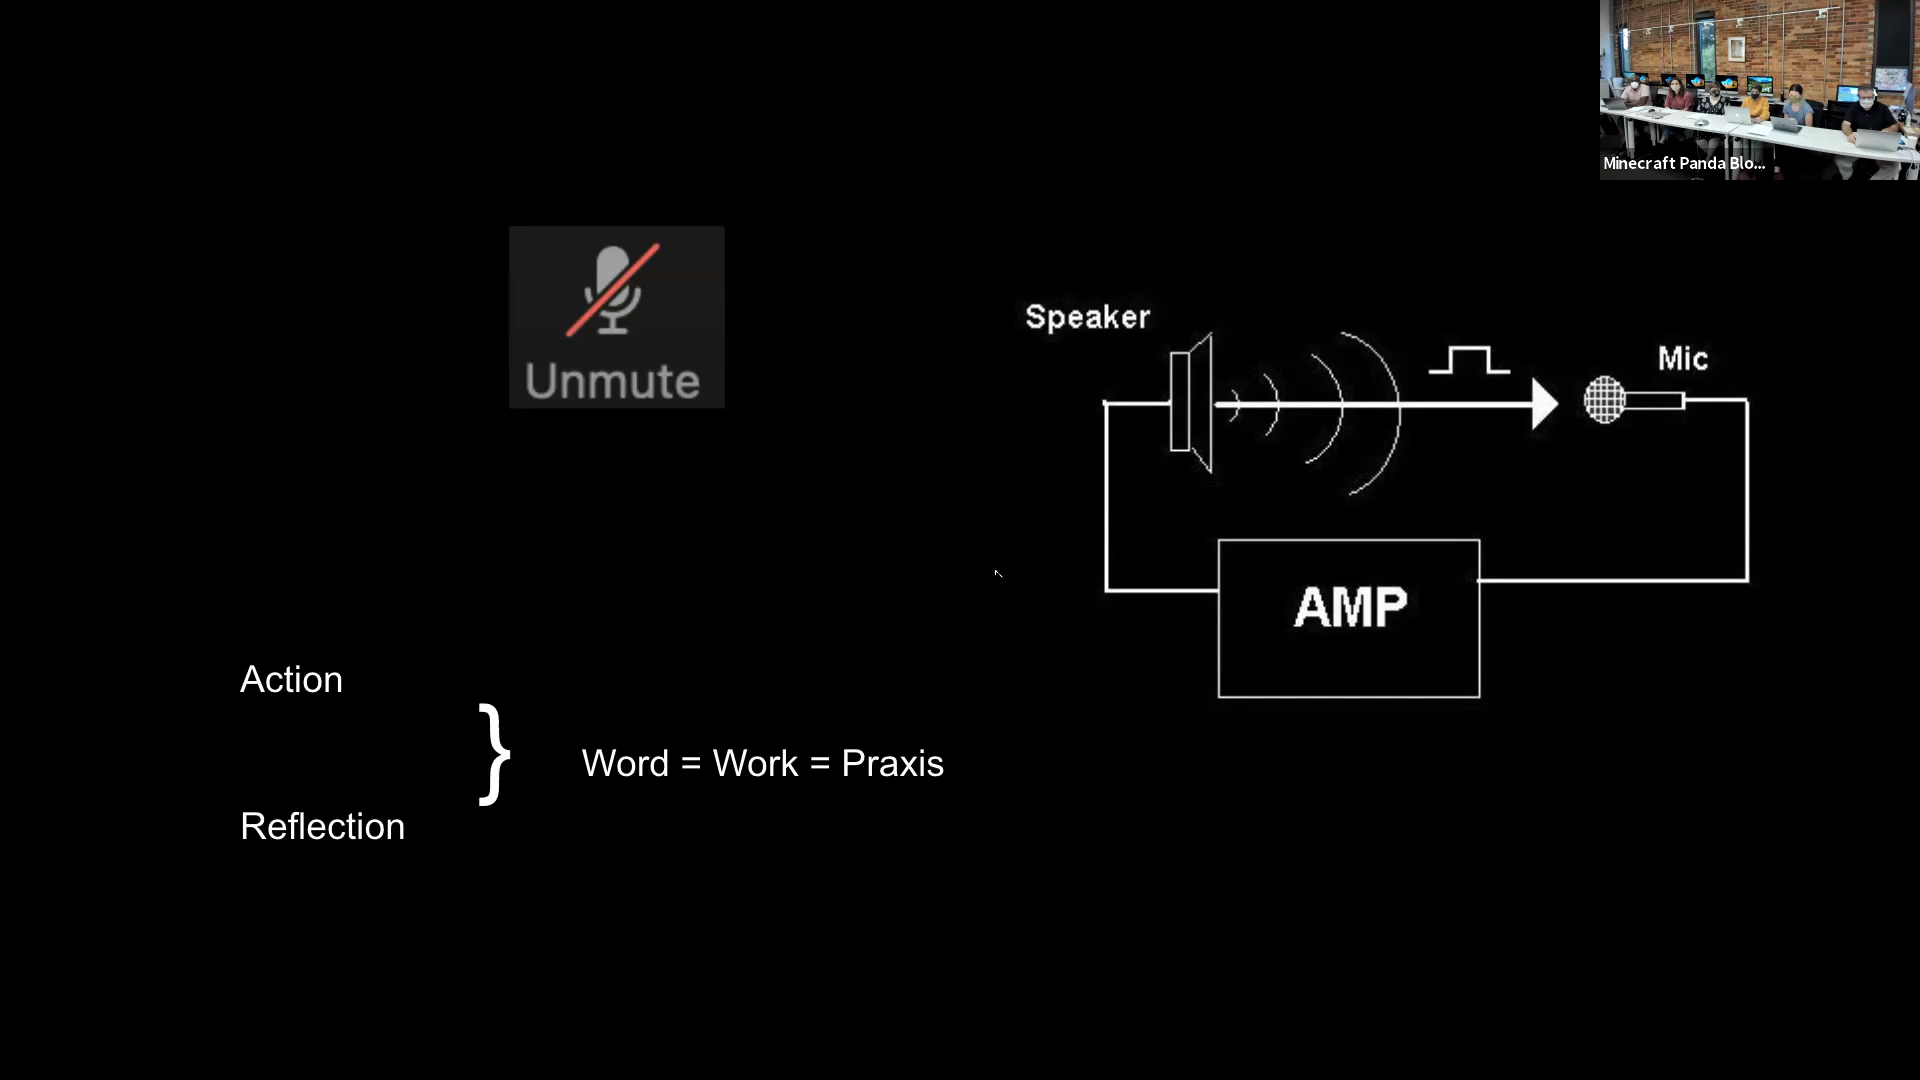 Minecraft Panda Blo...
Unmute
Speaker
Mic
AMP
Action
}
Word = Work = Praxis
Reflection